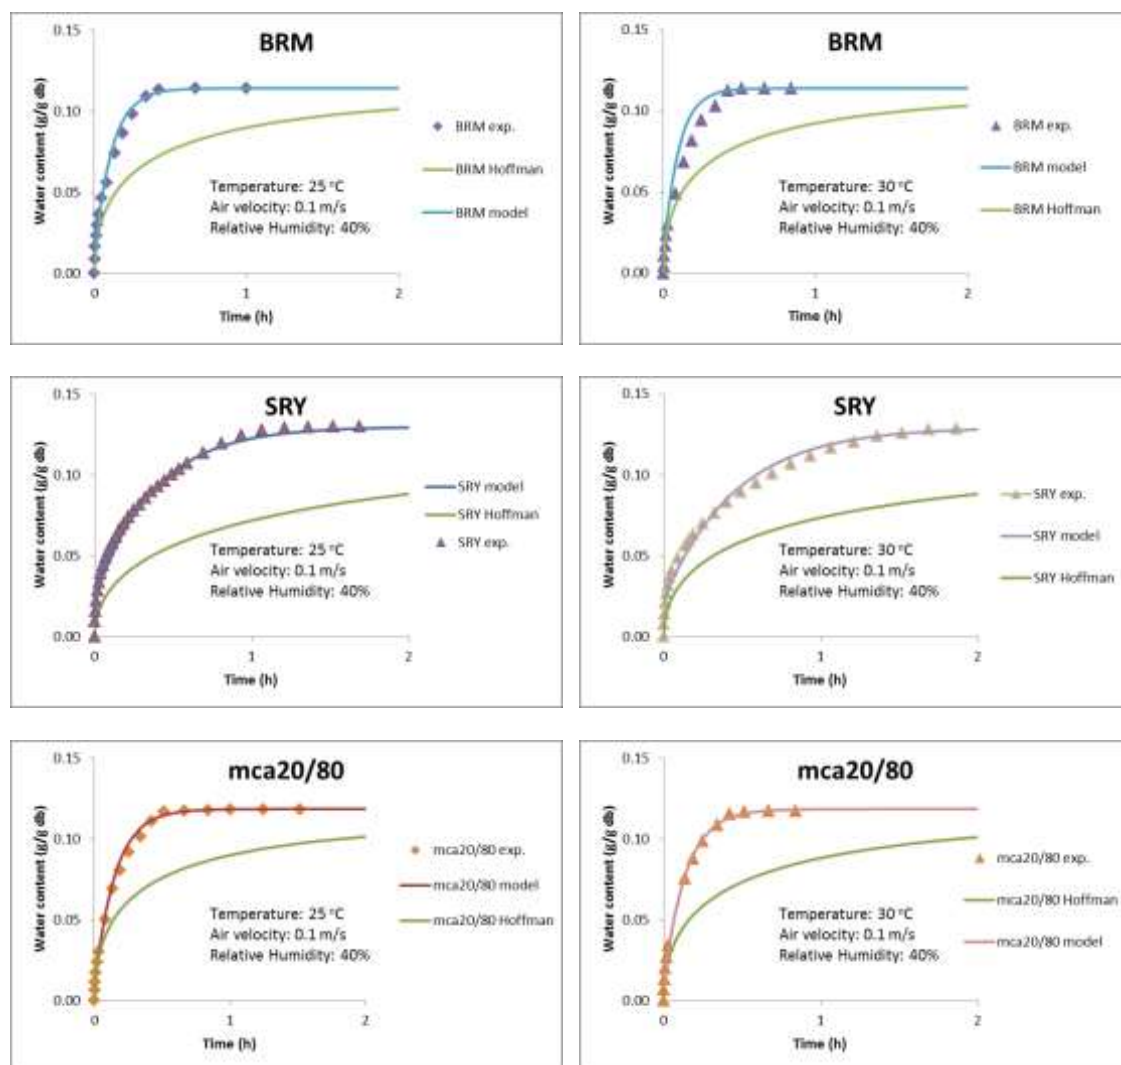 BRM
0.15
0.10
0.05
0.00
Water content (g/g db)
0
1
2
Time (h)
Temperature: 25 °C
Air velocity: 0.1 m/s
Relative Humidity: 40%
BRM exp.
BRM Hoffman
BRM model
BRM
0.15
0.10
0.05
0.00
Water content (g/g db)
0
1
2
Time (h)
Temperature: 30 °C
Air velocity: 0.1 m/s
Relative Humidity: 40%
BRM exp.
BRM model
BRM Hoffman
SRY
0.15
0.10
0.05
0.00
Water content (g/g db)
0
1
2
Time (h)
Temperature: 25 °C
Air velocity: 0.1 m/s
Relative Humidity: 40%
SRY model
SRY Hoffman
SRY exp.
SRY
0.15
0.10
0.05
0.00
Water content (g/g db)
0
1
2
Time (h)
Temperature: 30 °C
Air velocity: 0.1 m/s
Relative Humidity: 40%
SRY exp.
SRY model
SRY Hoffman
mca20/80
0.15
0.10
0.05
0.00
Water content (g/g db)
0
1
2
Time (h)
Temperature: 25 °C
Air velocity: 0.1 m/s
Relative Humidity: 40%
mca20/80 exp.
mca20/80 model
mca20/80 Hoffman
mca20/80
0.15
0.10
0.05
0.00
Water content (g/g db)
0
1
2
Time (h)
Temperature: 30 °C
Air velocity: 0.1 m/s
Relative Humidity: 40%
mca20/80 exp.
mca20/80 Hoffman
mca20/80 model